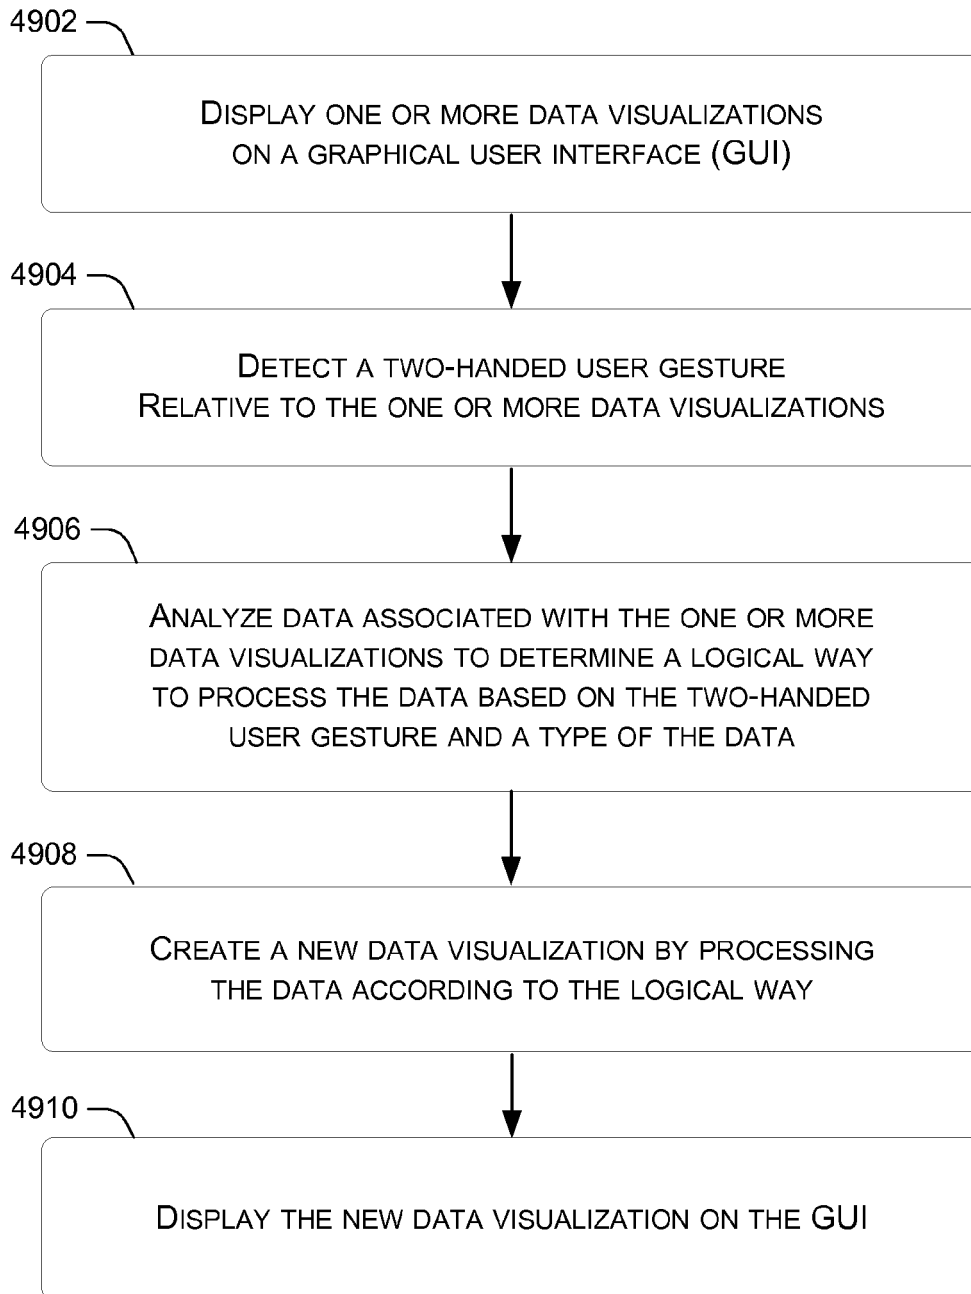 4902
DISPLAY ONE OR MORE DATA VISUALIZATIONS
ON A GRAPHICAL USER INTERFACE (GUI)
4904
DETECT A TWO-HANDED USER GESTURE
RELATIVE TO THE ONE OR MORE DATA VISUALIZATIONS
4906
ANALYZE DATA ASSOCIATED WITH THE ONE OR MORE
DATA VISUALIZATIONS TO DETERMINE A LOGICAL WAY
TO PROCESS THE DATA BASED ON THE TWO-HANDED
USER GESTURE AND A TYPE OF THE DATA
4908
CREATE A NEW DATA VISUALIZATION BY PROCESSING
THE DATA ACCORDING TO THE LOGICAL WAY
4910
DISPLAY THE NEW DATA VISUALIZATION ON THE GUI